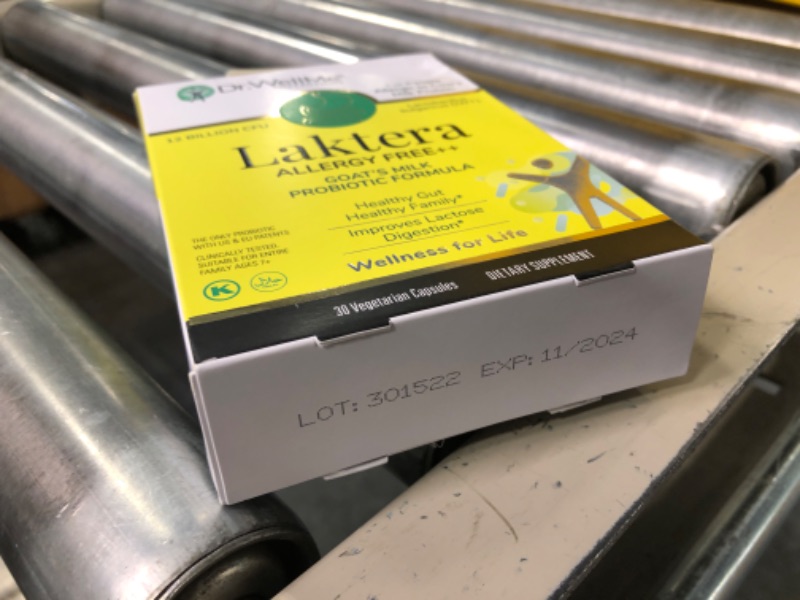 Dr.WellMe
12 BILLION CFU
Laktera
ALLERGY FREE++
GOAT'S MILK
PROBIOTIC FORMULA
Healthy Gut
Healthy Family*
Improves Lactose
Digestion*
Wellness for Life
THE ONLY PROBIOTIC
WITH US & EU PATENTS
CLINICALLY TESTED
SUITABLE FOR ENTIRE
FAMILY AGES 7+
K
30 Vegetarian Capsules DIETARY SUPPLEMENT
LOT: 301522 EXP: 11/2024